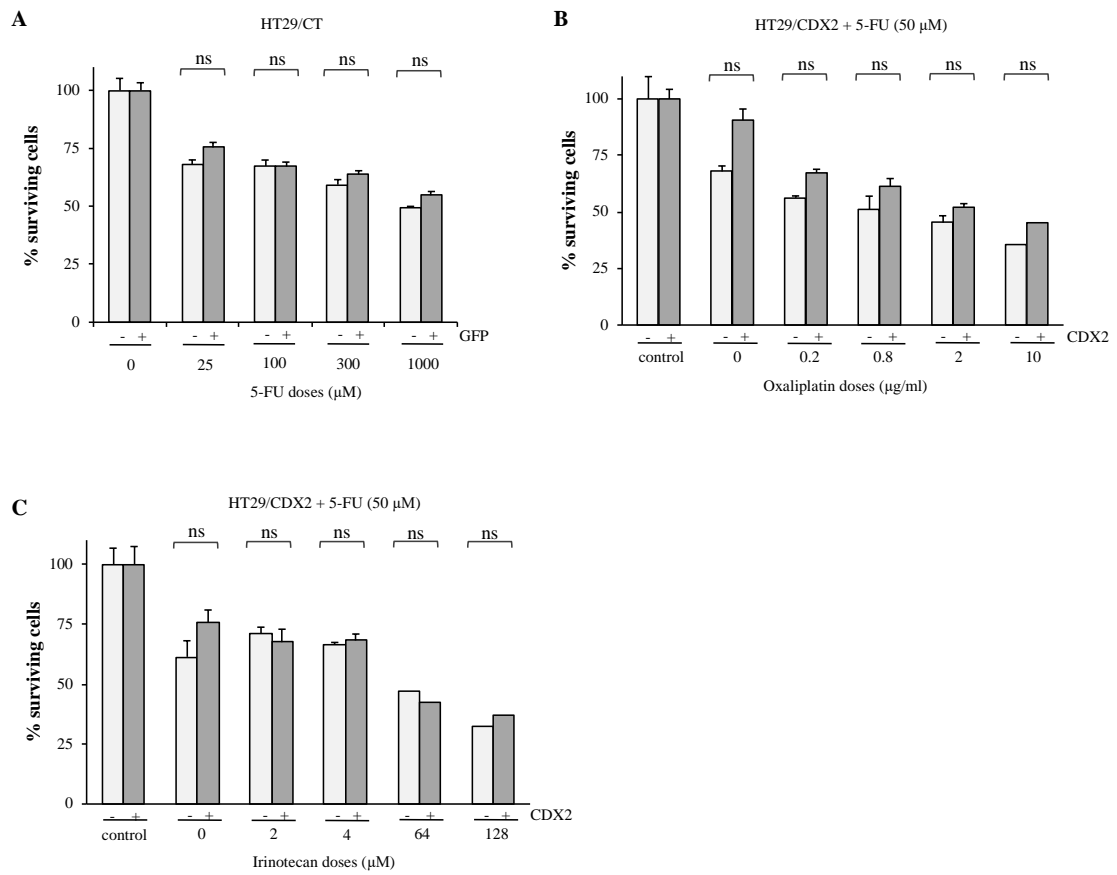 A
HT29/CT
ns ns ns ns
100
75
50
25
0
% surviving cells
- + - + - + - + - + GFP
0 25 100 300 1000
5-FU doses (μM)
B
HT29/CDX2 + 5-FU (50 μM)
ns ns ns ns ns
100
75
50
25
0
% surviving cells
- + - + - + - + - + - + CDX2
control 0 0.2 0.8 2 10
Oxaliplatin doses (μg/ml)
C
HT29/CDX2 + 5-FU (50 μM)
ns ns ns ns ns
100
75
50
25
0
% surviving cells
- + - + - + - + - + - + CDX2
control 0 2 4 64 128
Irinotecan doses (μM)